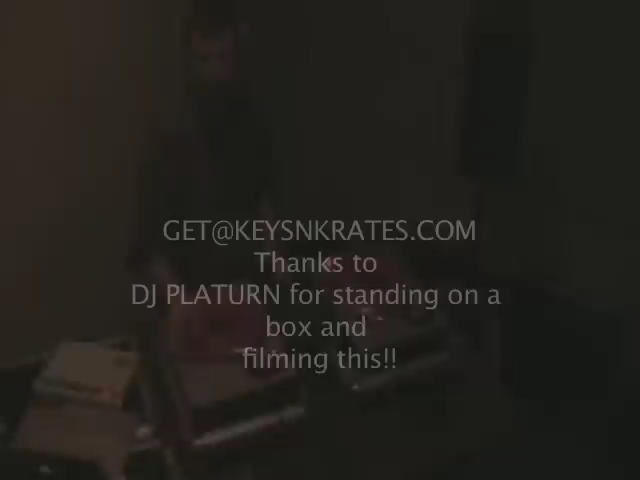 GET@KEYSNKRATES.COM
Thanks to
DJ PLATURN for standing on a
box and
filming this!!